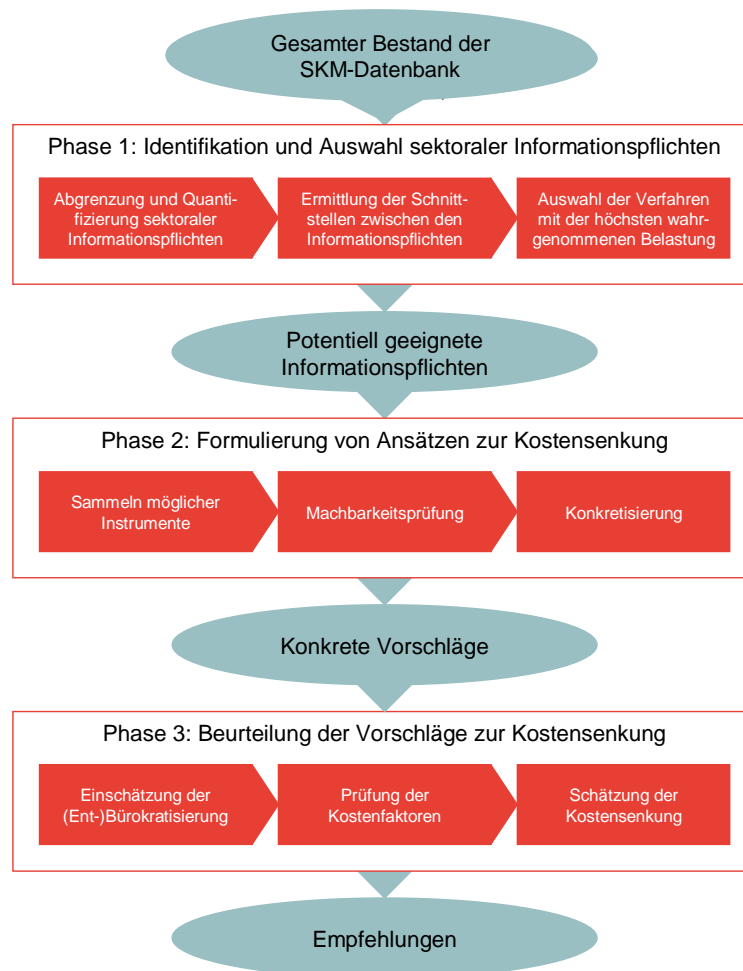 Gesamter Bestand der
SKM-Datenbank
Phase 1: Identifikation und Auswahl sektoraler Informationspflichten
Abgrenzung und Quanti-
fizierung sektoraler
Informationspflichten
Ermittlung der Schnitt-
stellen zwischen den
Informationspflichten
Auswahl der Verfahren
mit der höchsten wahr-
genommenen Belastung
Potentiell geeignete
Informationspflichten
Phase 2: Formulierung von Ansätzen zur Kostensenkung
Sammeln möglicher
Instrumente
Machbarkeitsprüfung
Konkretisierung
Konkrete Vorschläge
Phase 3: Beurteilung der Vorschläge zur Kostensenkung
Einschätzung der
(Ent-)Bürokratisierung
Prüfung der
Kostenfaktoren
Schätzung der
Kostensenkung
Empfehlungen